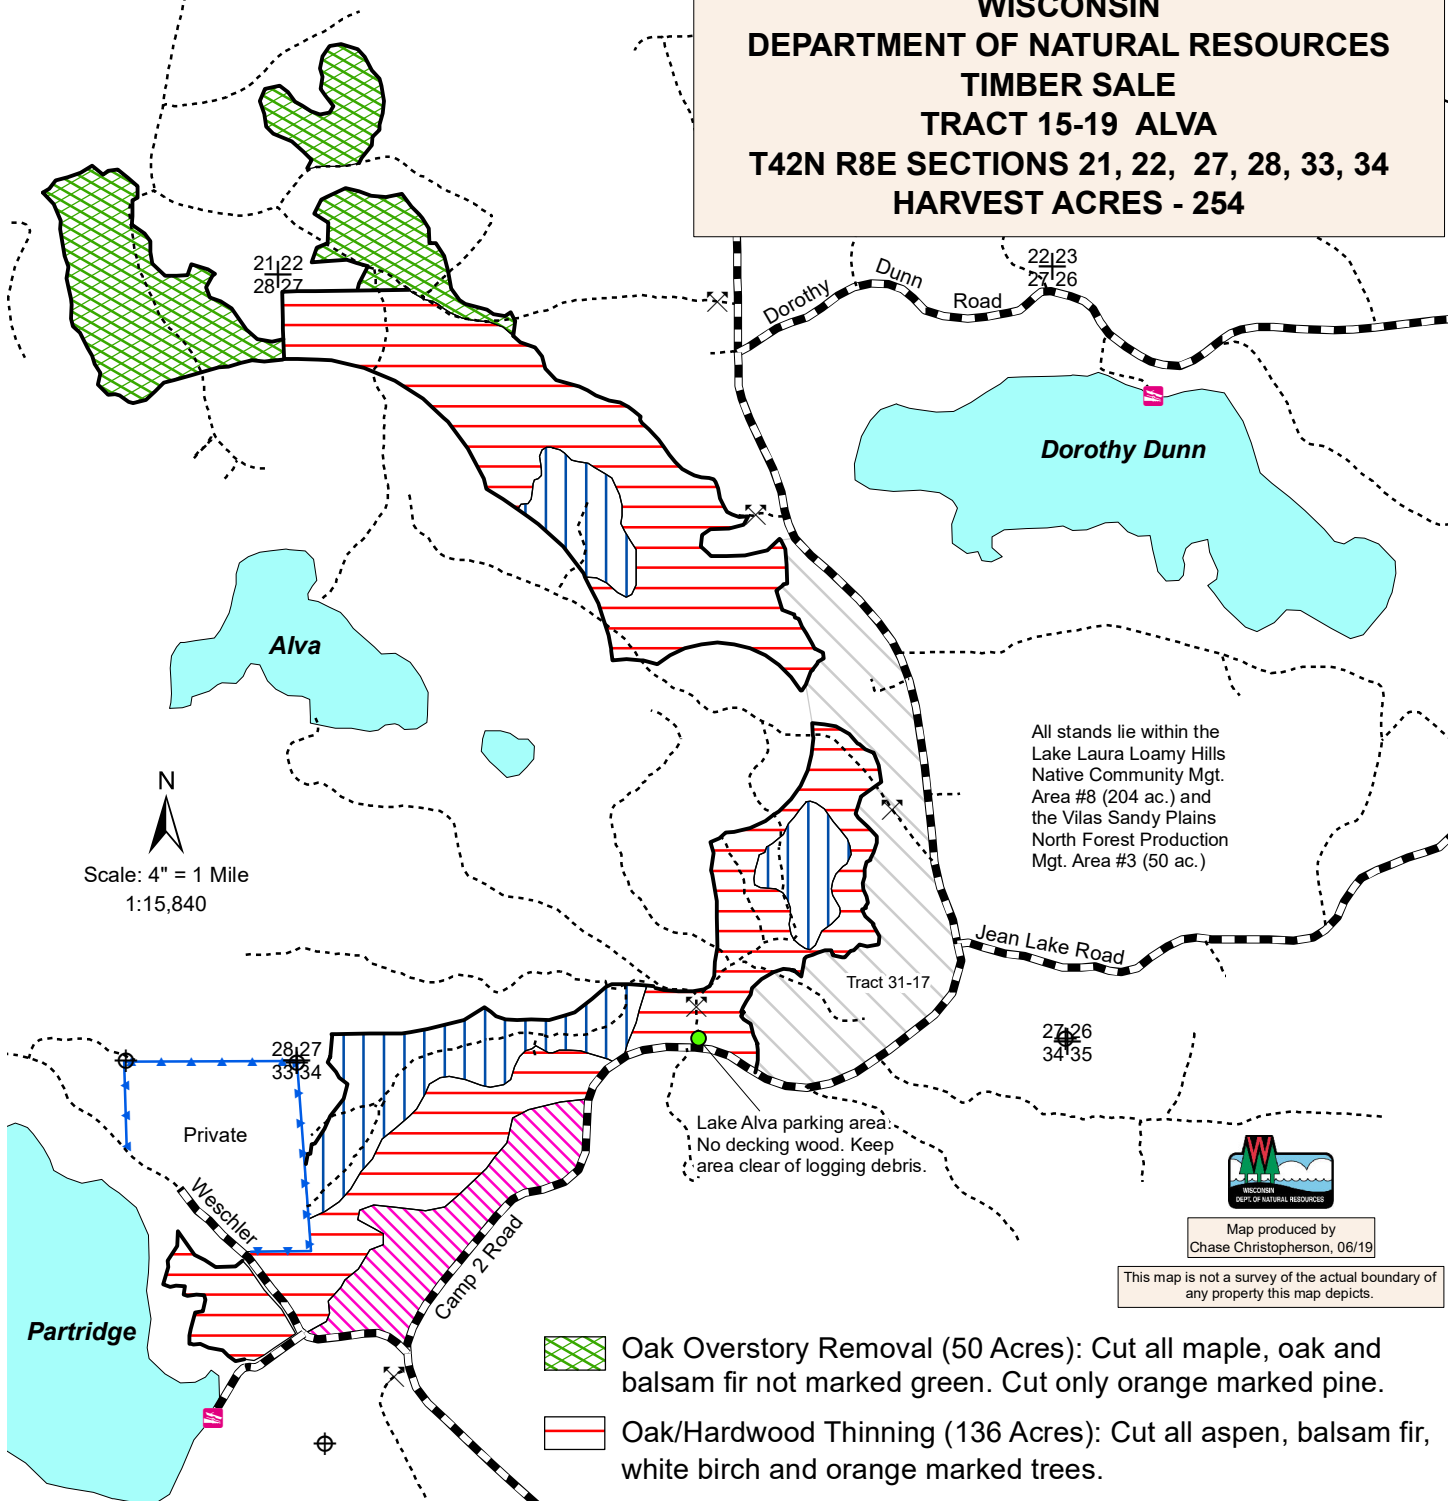 WISCONSIN
DEPARTMENT OF NATURAL RESOURCES
TIMBER SALE
TRACT 15-19 ALVA
T42N R8E SECTIONS 21, 22, 27, 28, 33, 34
HARVEST ACRES - 254
21 22
28 27
22 23
27 26
Dorothy Dunn Road
Dorothy Dunn
Alva
N
Scale: 4" = 1 Mile
1:15,840
All stands lie within the
Lake Laura Loamy Hills
Native Community Mgt.
Area #8 (204 ac.) and
the Vilas Sandy Plains
North Forest Production
Mgt. Area #3 (50 ac.)
Jean Lake Road
Tract 31-17
28 27
33 34
27 26
34 35
Private
Weschler
Lake Alva parking area.
No decking wood. Keep
area clear of logging debris.
Camp 2 Road
Partridge
W
WISCONSIN
DEPT. OF NATURAL RESOURCES
Map produced by
Chase Christopherson, 06/19
This map is not a survey of the actual boundary of
any property this map depicts.
Oak Overstory Removal (50 Acres): Cut all maple, oak and
balsam fir not marked green. Cut only orange marked pine.
Oak/Hardwood Thinning (136 Acres): Cut all aspen, balsam fir,
white birch and orange marked trees.